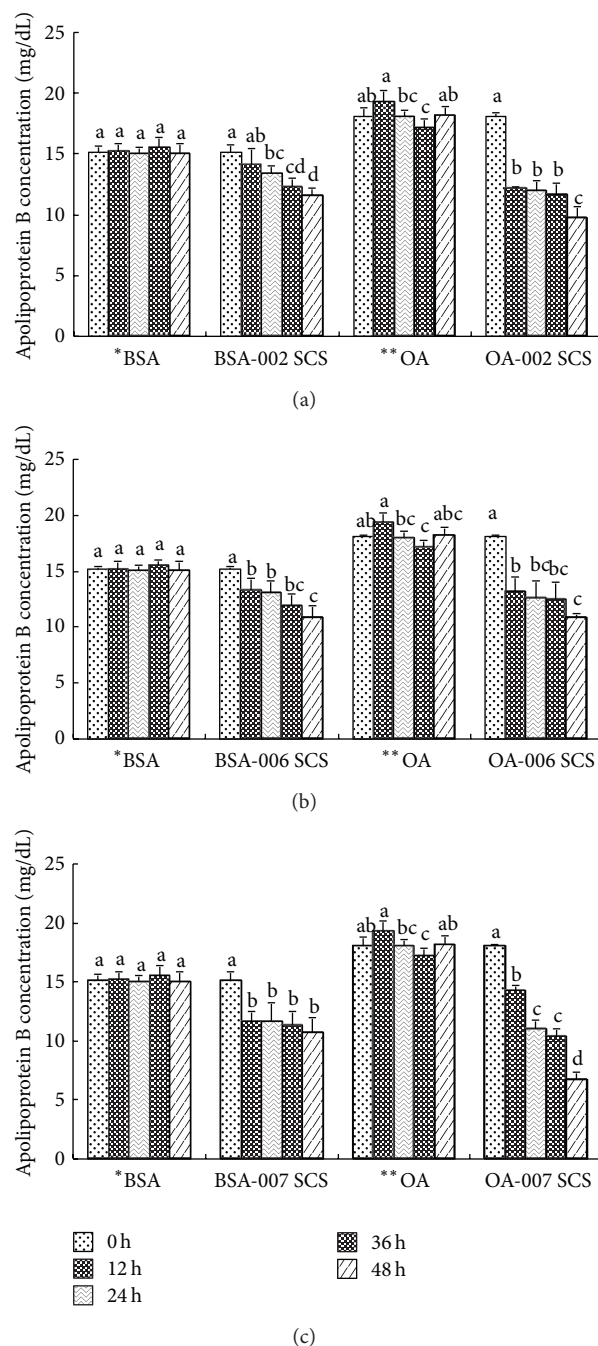 Apolipoprotein B concentration (mg/dL)
25
20
15
10
5
0
a a a a a
a ab bc cd d
ab a bc c ab
a b b b c
*BSA BSA-002 SCS **OA OA-002 SCS
(a)
Apolipoprotein B concentration (mg/dL)
25
20
15
10
5
0
a a a a a
a b b bc c
ab a bc c abc
a b bc bc c
*BSA BSA-006 SCS **OA OA-006 SCS
(b)
Apolipoprotein B concentration (mg/dL)
25
20
15
10
5
0
a a a a a
a b b b b
ab a bc c ab
a b c c d
*BSA BSA-007 SCS **OA OA-007 SCS
0 h
12 h
24 h
36 h
48 h
(c)